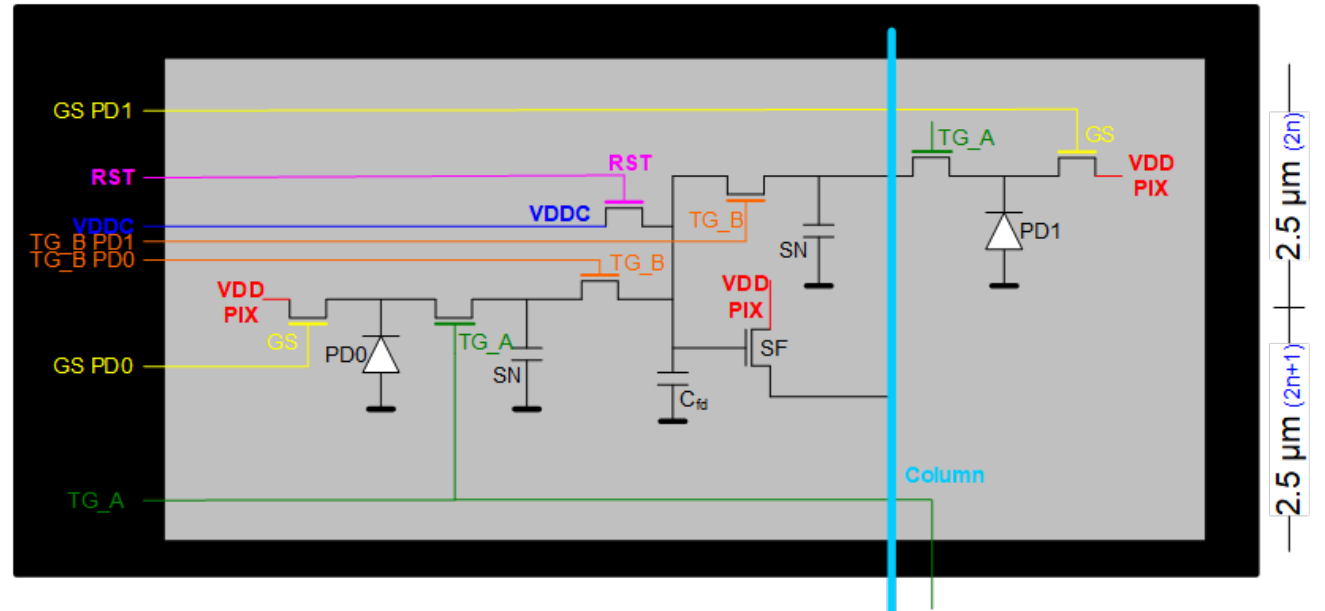 GS PD1
RST
VDDC
TG_B PD1
TG_B PD0
GS PD0
TG_A
RST
VDDC
TG_B
TG_B
VDD
PIX
GS
PD0
TG_A
SN
Cfd
VDD
PIX
SF
SN
TG_A
GS
VDD
PIX
PD1
Column
2.5 µm (2n)
2.5 µm (2n+1)